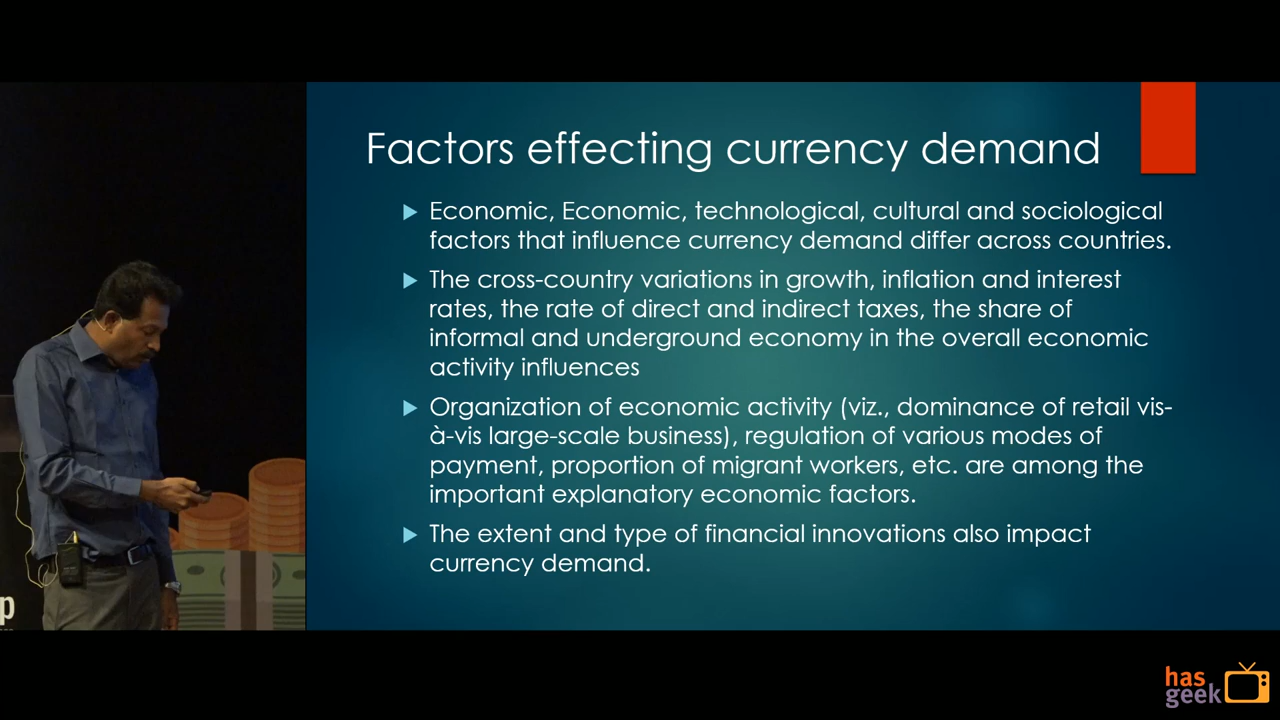 Factors effecting currency demand
Economic, Economic, technological, cultural and sociological
factors that influence currency demand differ across countries.
The cross-country variations in growth, inflation and interest
rates, the rate of direct and indirect taxes, the share of
informal and underground economy in the overall economic
activity influences
Organization of economic activity (viz., dominance of retail vis-
à-vis large-scale business), regulation of various modes of
payment, proportion of migrant workers, etc. are among the
important explanatory economic factors.
The extent and type of financial innovations also impact
currency demand.
p
has
geek